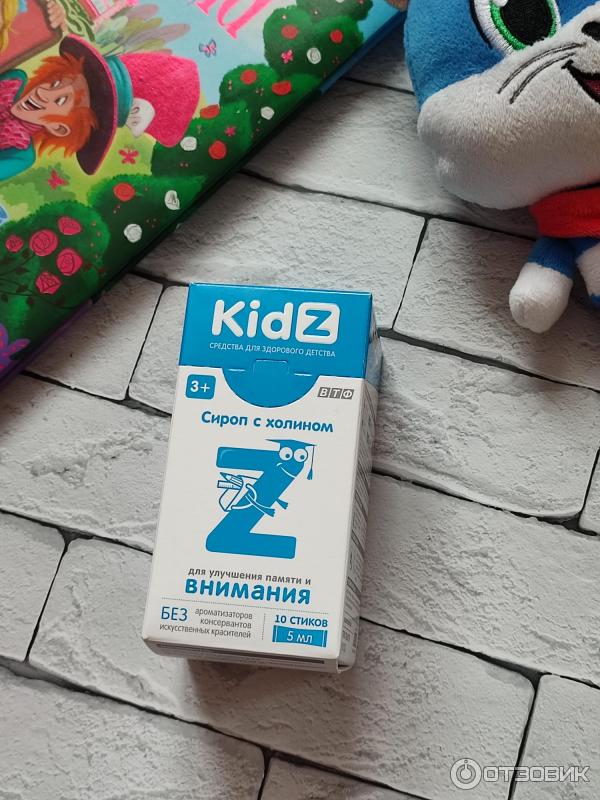 KidZ
СРЕДСТВА ДЛЯ ЗДОРОВОГО ДЕТСТВА
3+
ВТФ
Сироп с холином
Z
для улучшения памяти и
ВНИМАНИЯ
БЕЗ ароматизаторов
консервантов
искусственных красителей
10 СТИКОВ
5 мл
ОТЗОВИК